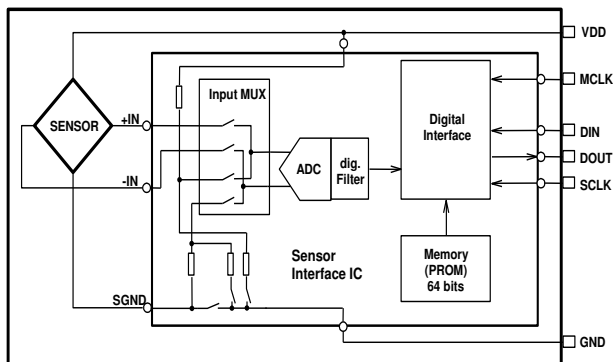 VDD
MCLK
Input MUX
+IN
SENSOR
Digital
Interface
DIN
ADC
dig.
Filter
DOUT
-IN
SCLK
Sensor
Interface IC
Memory
(PROM)
64 bits
SGND
GND